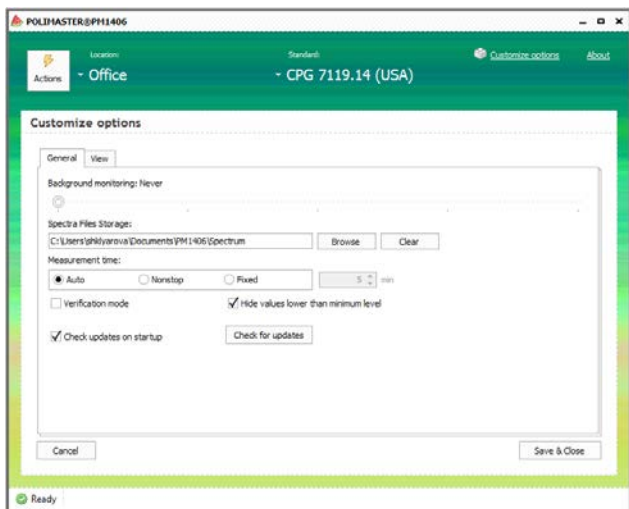 POLIMASTER®PM1406
Location: Standard: Customize options About
Actions Office CPG 7119.14 (USA)
Customize options
General View
Background monitoring: Never
Spectra Files Storage:
C:\Users\shklyarova\Documents\PM1406\Spectrum Browse Clear
Measurement time:
Auto Nonstop Fixed 5 min
Verification mode Hide values lower than minimum level
Check updates on startup Check for updates
Cancel Save & Close
Ready